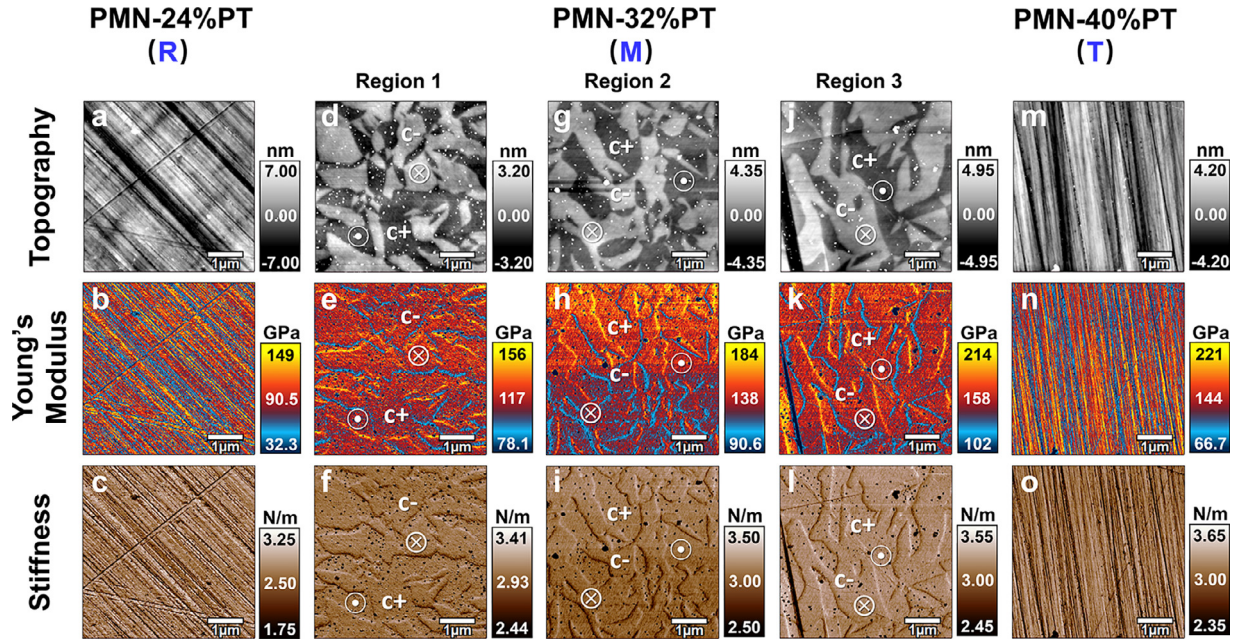 PMN-24%PT
(R)
PMN-32%PT
(M)
PMN-40%PT
(T)
Region 1
Region 2
Region 3
Topography
a
1µm
nm
7.00
0.00
-7.00
d
c-
c+
1µm
nm
3.20
0.00
-3.20
g
c+
c-
1µm
nm
4.35
0.00
-4.35
j
c+
c-
1µm
nm
4.95
0.00
-4.95
m
1µm
nm
4.20
0.00
-4.20
Young's
Modulus
b
1µm
GPa
149
90.5
32.3
e
c-
c+
1µm
GPa
156
117
78.1
h
c+
c-
1µm
GPa
184
138
90.6
k
c+
c-
1µm
GPa
214
158
102
n
1µm
GPa
221
144
66.7
Stiffness
c
1µm
N/m
3.25
2.50
1.75
f
c-
c+
1µm
N/m
3.41
2.93
2.44
i
c+
c-
1µm
N/m
3.50
3.00
2.50
l
c+
c-
1µm
N/m
3.55
3.00
2.45
o
1µm
N/m
3.65
3.00
2.35